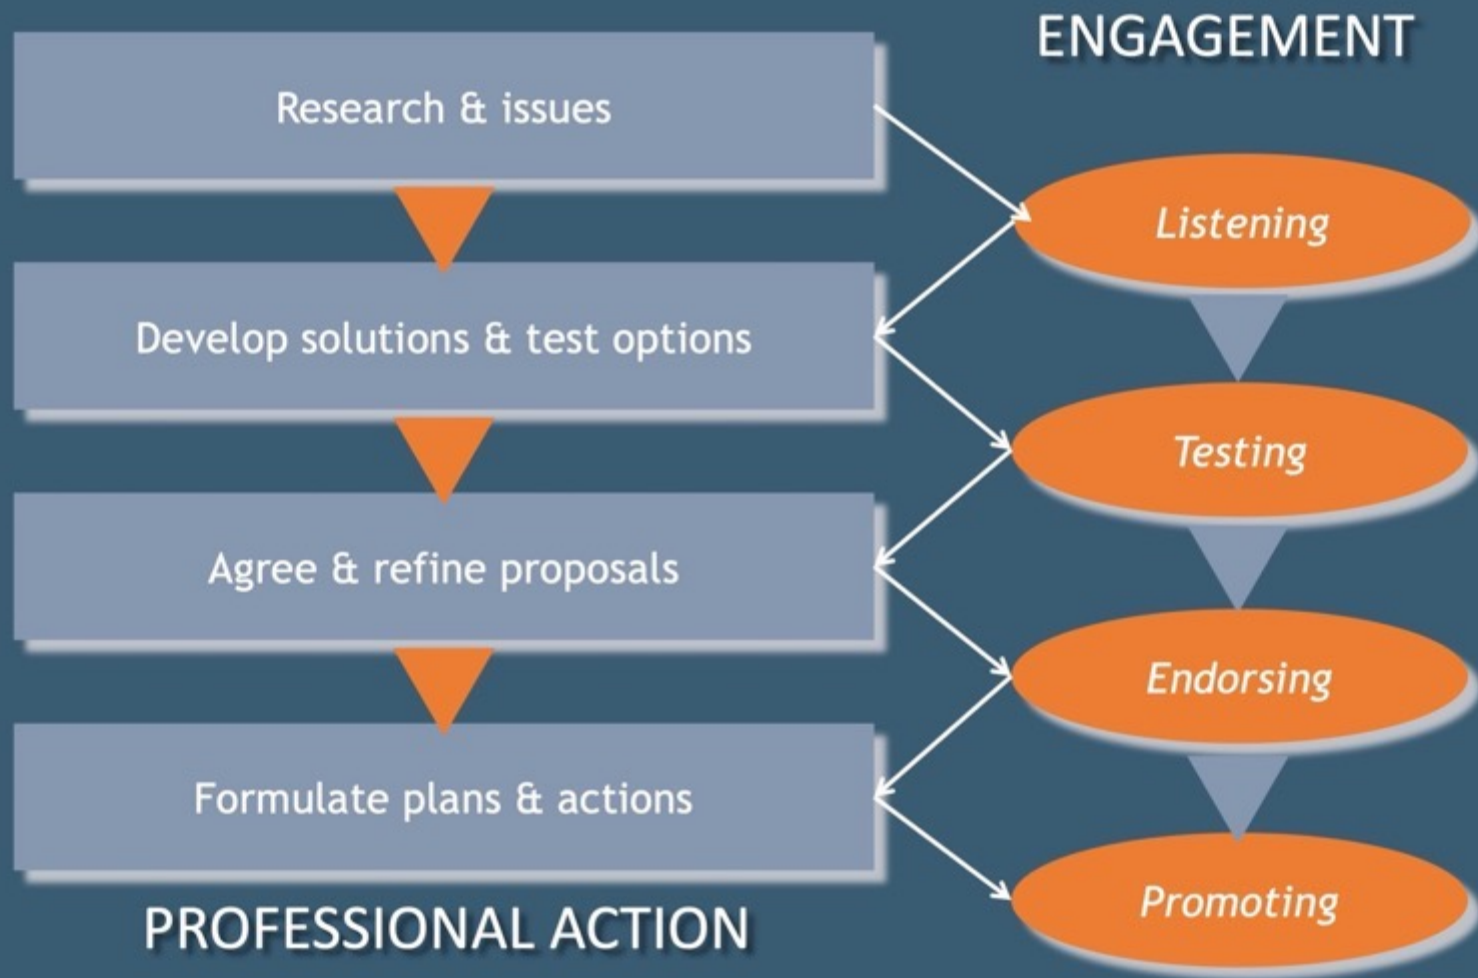 ENGAGEMENT
Research & issues
Listening
Develop solutions & test options
Testing
Agree & refine proposals
Endorsing
Formulate plans & actions
Promoting
PROFESSIONAL ACTION